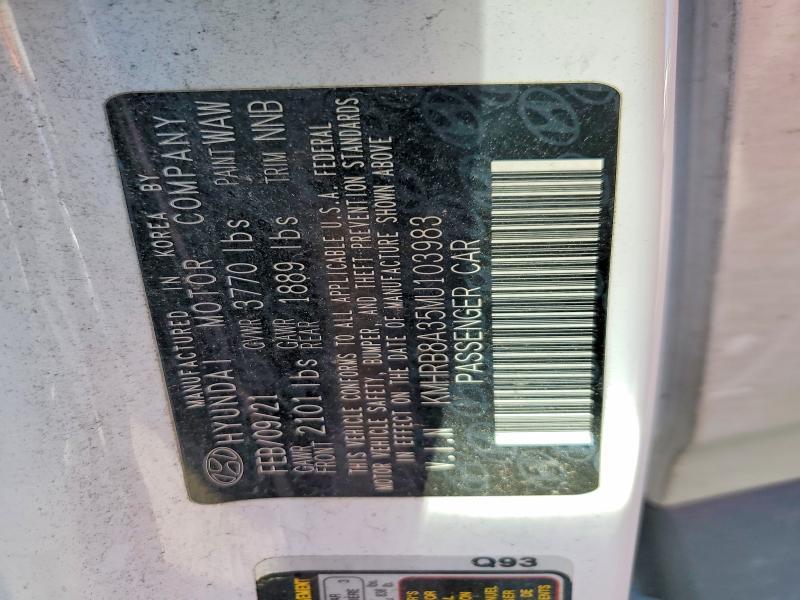 MANUFACTURED IN KOREA BY
HYUNDAI MOTOR COMPANY
FEB/09/21 GVWR 3770 lbs PAINT WAW
GAWR FRONT 2101 lbs GAWR REAR 1889 lbs TRIM NNB
THIS VEHICLE CONFORMS TO ALL APPLICABLE U.S.A. FEDERAL
MOTOR VEHICLE SAFETY, BUMPER, AND THEFT PREVENTION STANDARDS
IN EFFECT ON THE DATE OF MANUFACTURE SHOWN ABOVE
V.I.N KMHRB8A35MU103983
PASSENGER CAR
Q93